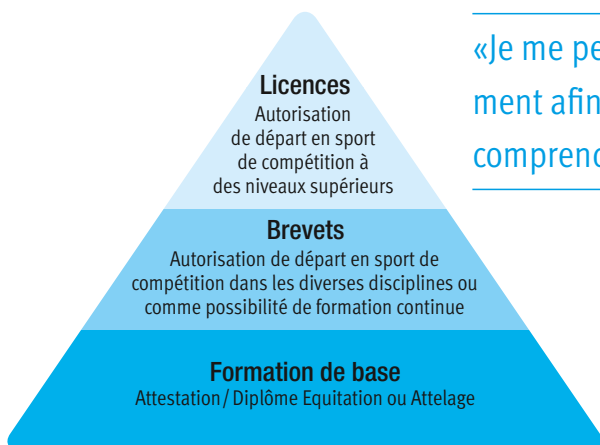 Licences
Autorisation
de départ en sport
de compétition à
des niveaux supérieurs
«Je me pe
ment afin
Brevets
Autorisation de départ en sport de
compétition dans les diverses disciplines ou
comme possibilité de formation continue
Formation de base
Attestation / Diplôme Equitation ou Attelage